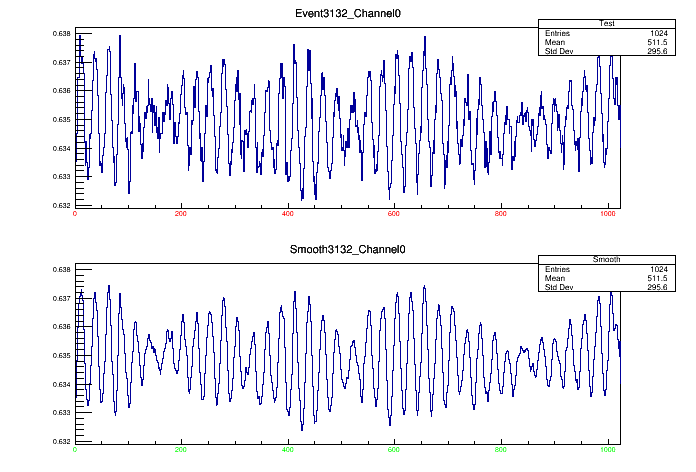 Event3132_Channel0
Test
Entries 1024
Mean 511.5
Std Dev 295.6
0.638
0.637
0.636
0.635
0.634
0.633
0.632
0 200 400 600 800 1000
Smooth3132_Channel0
Smooth
Entries 1024
Mean 511.5
Std Dev 295.6
0.638
0.637
0.636
0.635
0.634
0.633
0.632
0 200 400 600 800 1000